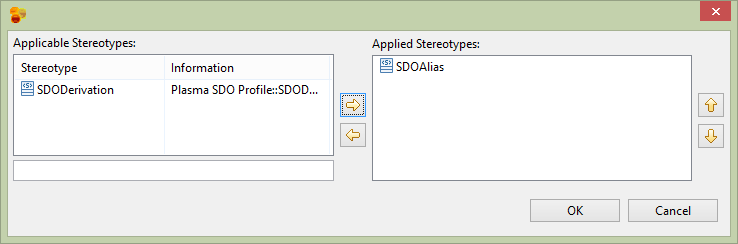 Applicable Stereotypes:
Stereotype Information
SDODerivation Plasma SDO Profile::SDOD...
Applied Stereotypes:
SDOAlias
OK Cancel